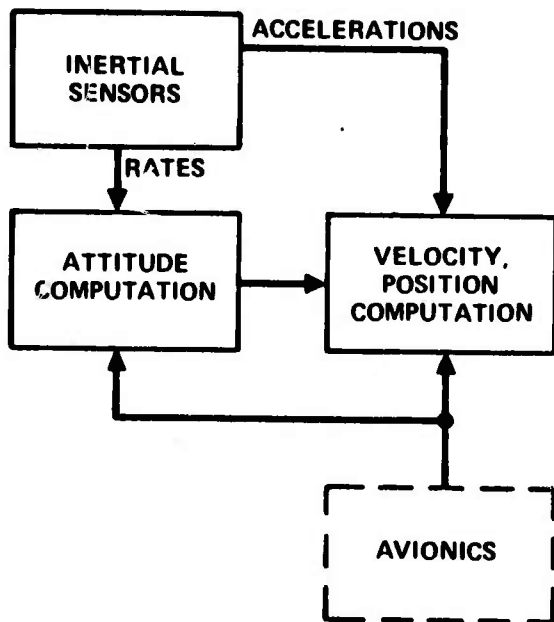 ACCELERATIONS
INERTIAL
SENSORS
RATES
ATTITUDE
COMPUTATION
VELOCITY,
POSITION
COMPUTATION
AVIONICS